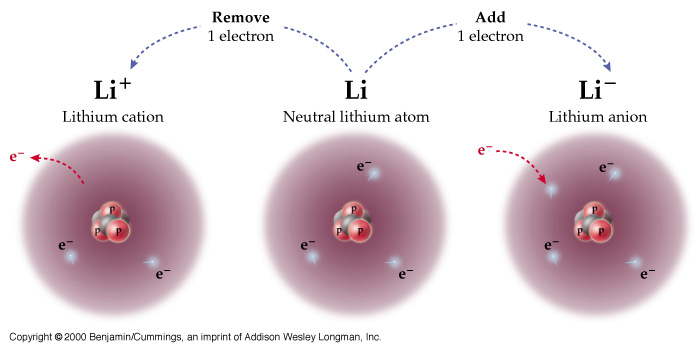 Remove
1 electron
Add
1 electron
Li⁺
Li
Li⁻
Lithium cation
Neutral lithium atom
Lithium anion
e⁻
p
p
p
e⁻
e⁻
e⁻
p
p
p
e⁻
e⁻
e⁻
e⁻
p
p
p
e⁻
e⁻
Copyright © 2000 Benjamin/Cummings, an imprint of Addison Wesley Longman, Inc.